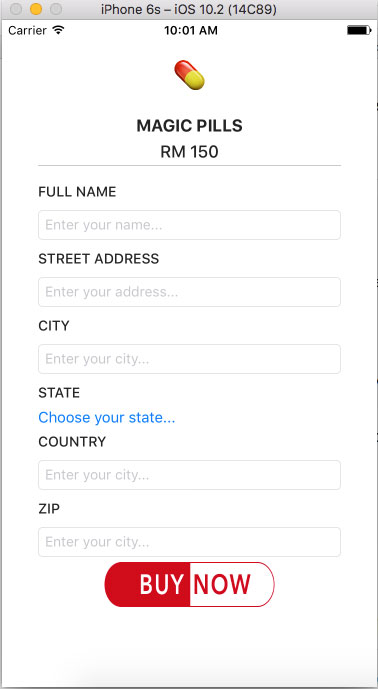 iPhone 6s – iOS 10.2 (14C89)
Carrier 10:01 AM
MAGIC PILLS
RM 150
FULL NAME
Enter your name...
STREET ADDRESS
Enter your address...
CITY
Enter your city...
STATE
Choose your state...
COUNTRY
Enter your city...
ZIP
Enter your city...
BUY NOW